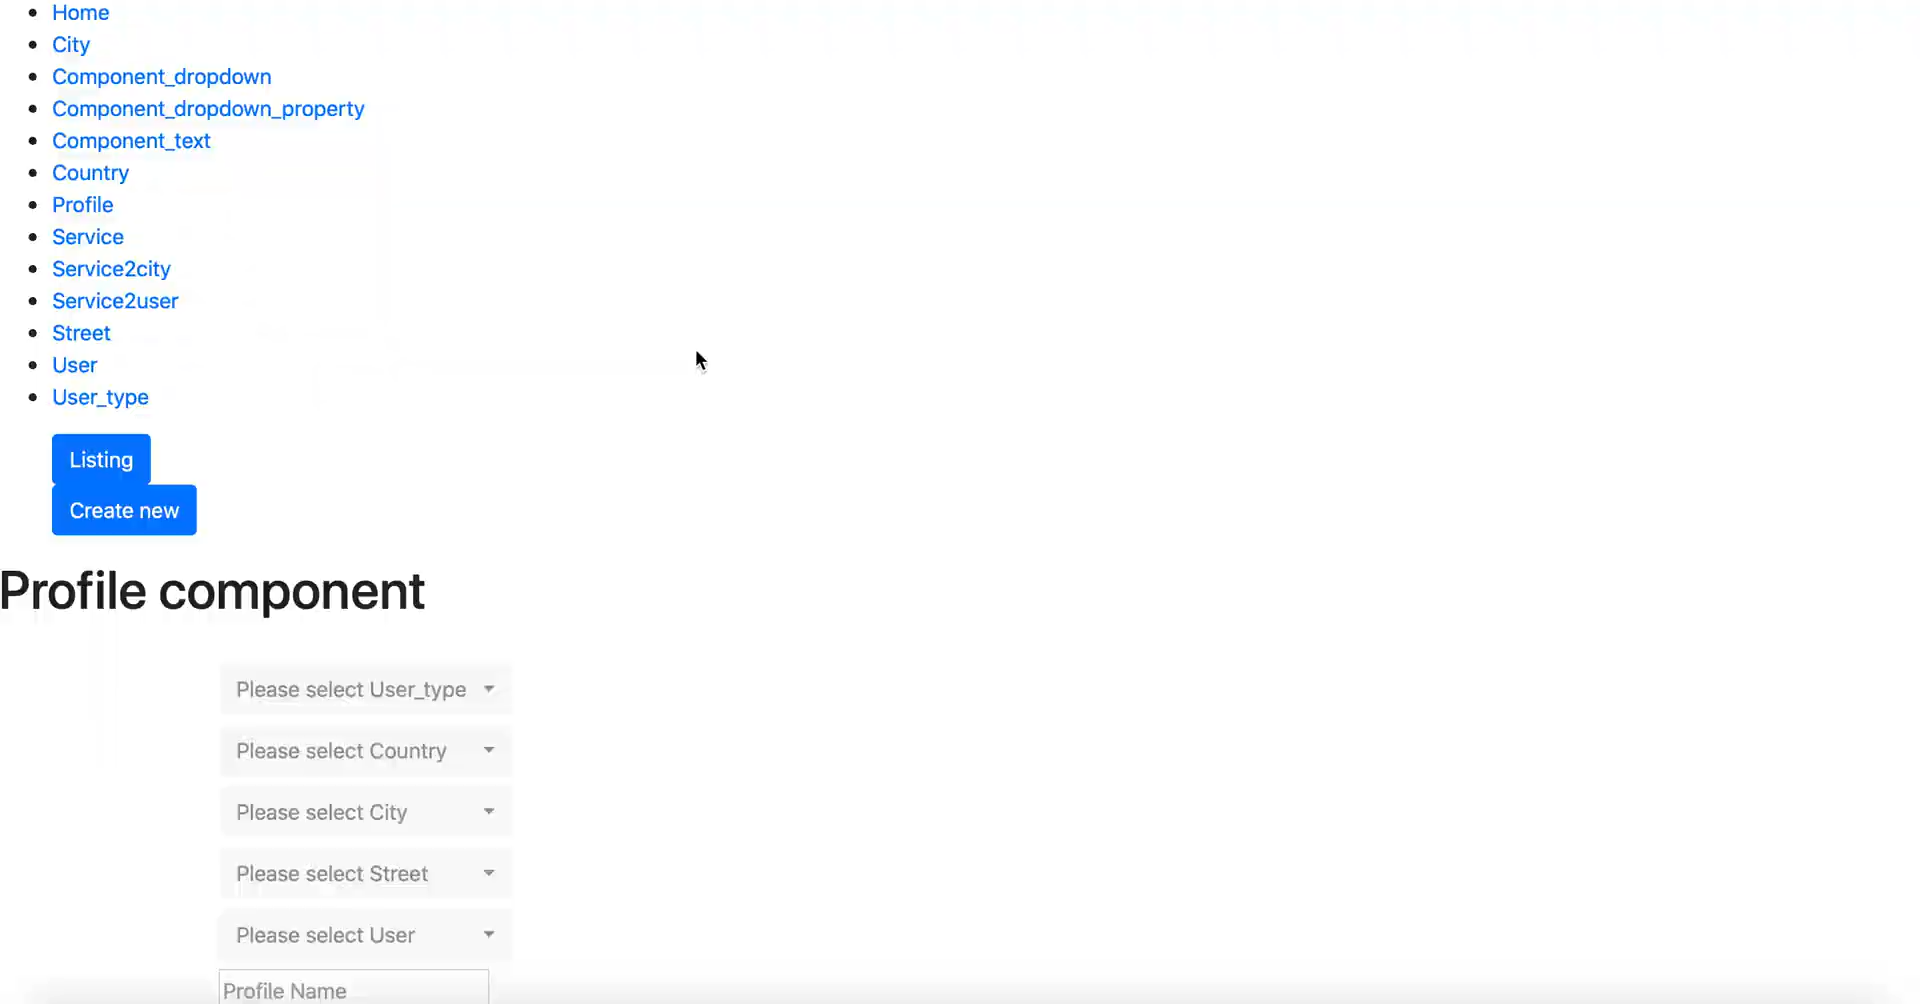 Home
City
Component_dropdown
Component_dropdown_property
Component_text
Country
Profile
Service
Service2city
Service2user
Street
User
User_type
Listing
Create new
Profile component
Please select User_type
Please select Country
Please select City
Please select Street
Please select User
Profile Name